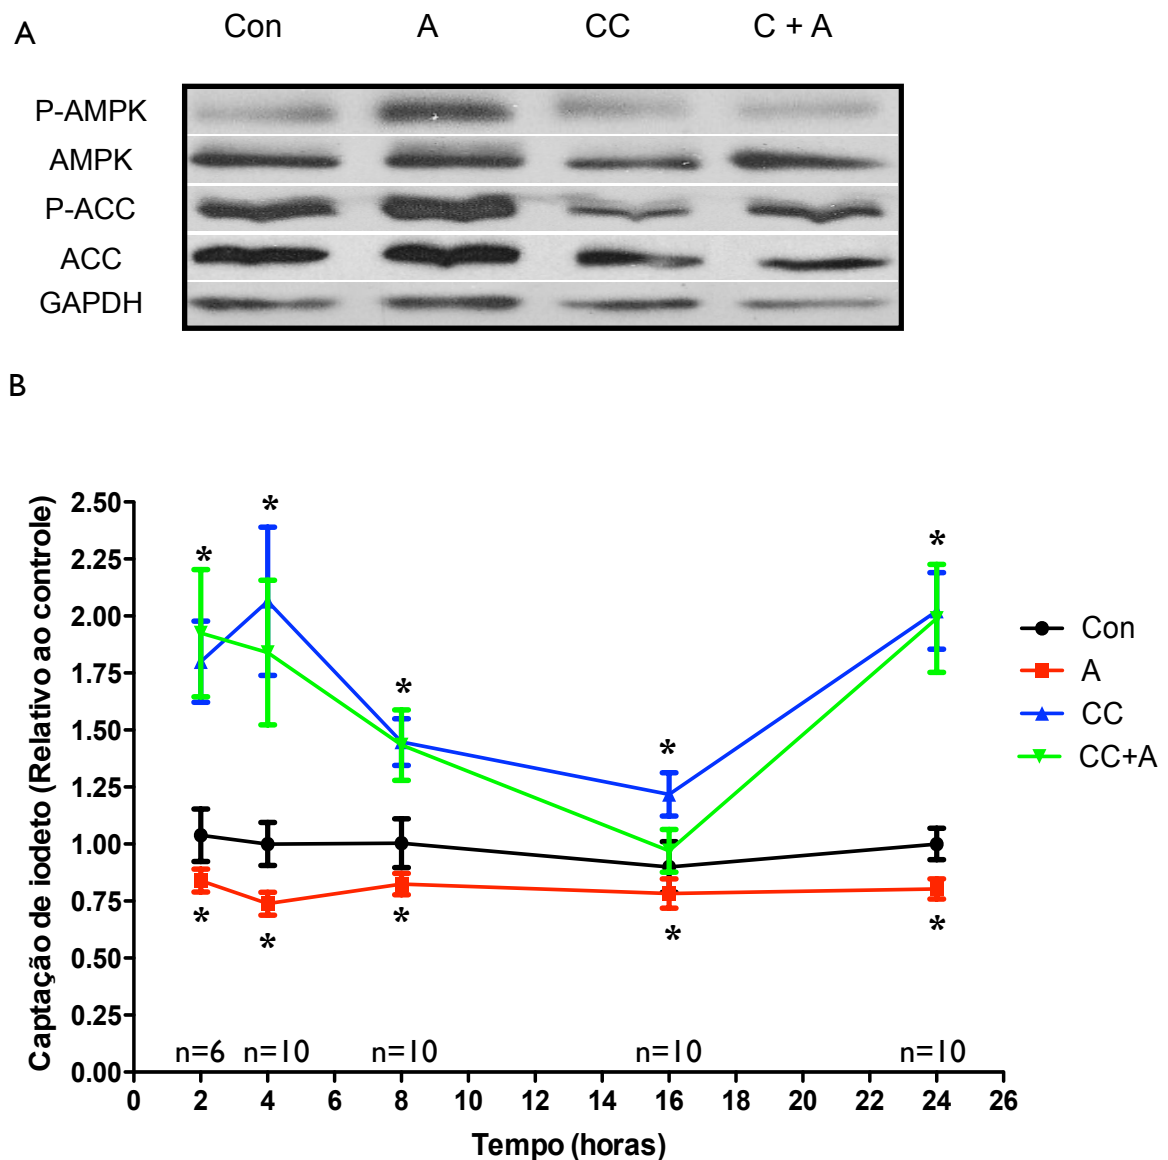 A Con A CC C + A
P-AMPK
AMPK
P-ACC
ACC
GAPDH
B
Captação de iodeto (Relativo ao controle)
2.50
2.25
2.00
1.75
1.50
1.25
1.00
0.75
0.50
0.25
0.00
* * * * *
* * * * *
Con
A
CC
CC+A
n=6 n=10 n=10 n=10 n=10
0 2 4 6 8 10 12 14 16 18 20 22 24 26
Tempo (horas)